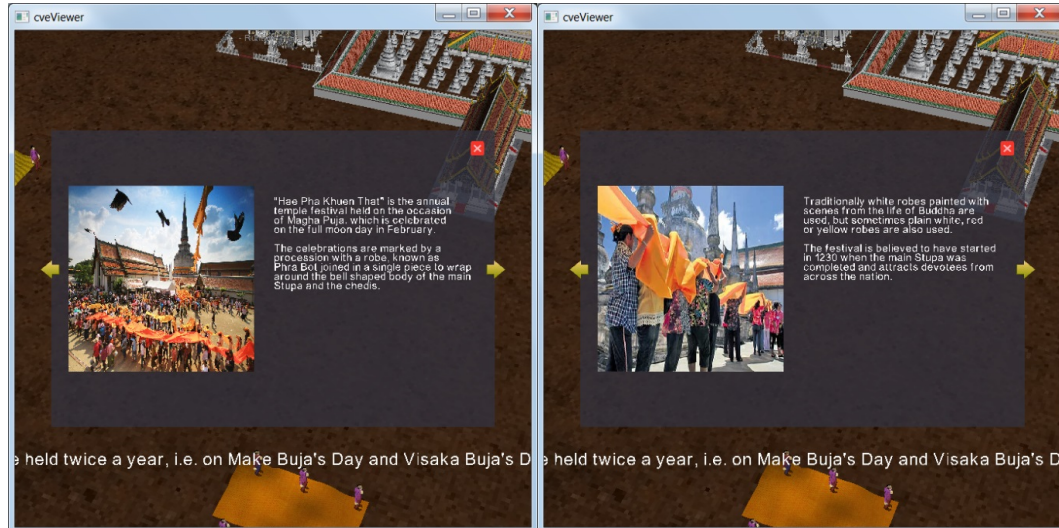 cveViewer
"Hae Pha Khuen That" is the annual
temple festival held on the occasion
of Magha Puja, which is celebrated
on the full moon day in February.
The celebrations are marked by a
procession with a robe, known as
Phra Bot joined in a single piece to wrap
around the bell shaped body of the main
Stupa and the chedis.
e held twice a year, i.e. on Make Buja's Day and Visaka Buja's D
cveViewer
Traditionally white robes painted with
scenes from the life of Buddha are
used, but sometimes plain white, red
or yellow robes are also used.
The festival is believed to have started
in 1230 when the main Stupa was
completed and attracts devotees from
across the nation.
e held twice a year, i.e. on Make Buja's Day and Visaka Buja's D